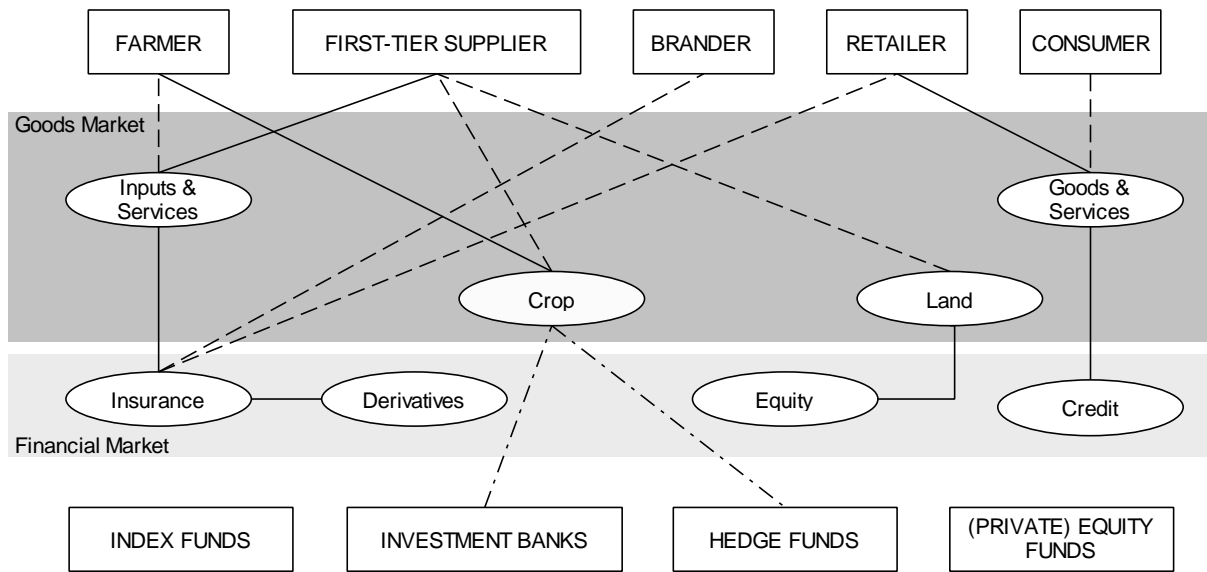 FARMER
FIRST-TIER SUPPLIER
BRANDER
RETAILER
CONSUMER
Goods Market
Inputs &
Services
Goods &
Services
Crop
Land
Insurance
Derivatives
Equity
Credit
Financial Market
INDEX FUNDS
INVESTMENT BANKS
HEDGE FUNDS
(PRIVATE) EQUITY
FUNDS